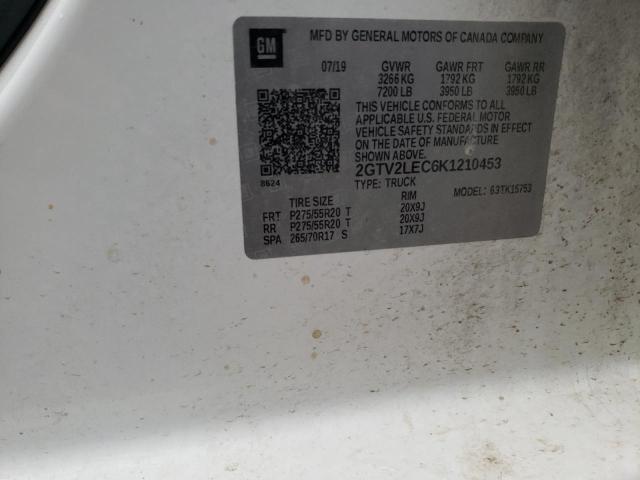 GM
MFD BY GENERAL MOTORS OF CANADA COMPANY
07/19 GVWR GAWR FRT GAWR RR
3266 KG 1792 KG 1792 KG
7200 LB 3950 LB 3950 LB
THIS VEHICLE CONFORMS TO ALL
APPLICABLE U.S. FEDERAL MOTOR
VEHICLE SAFETY STANDARDS IN EFFECT
ON THE DATE OF MANUFACTURE
SHOWN ABOVE.
8624
2GTV2LEC6K1210453
TYPE: TRUCK MODEL: 63TK15753
TIRE SIZE RIM
FRT P275/55R20 T 20X9J
RR P275/55R20 T 20X9J
SPA 265/70R17 S 17X7J